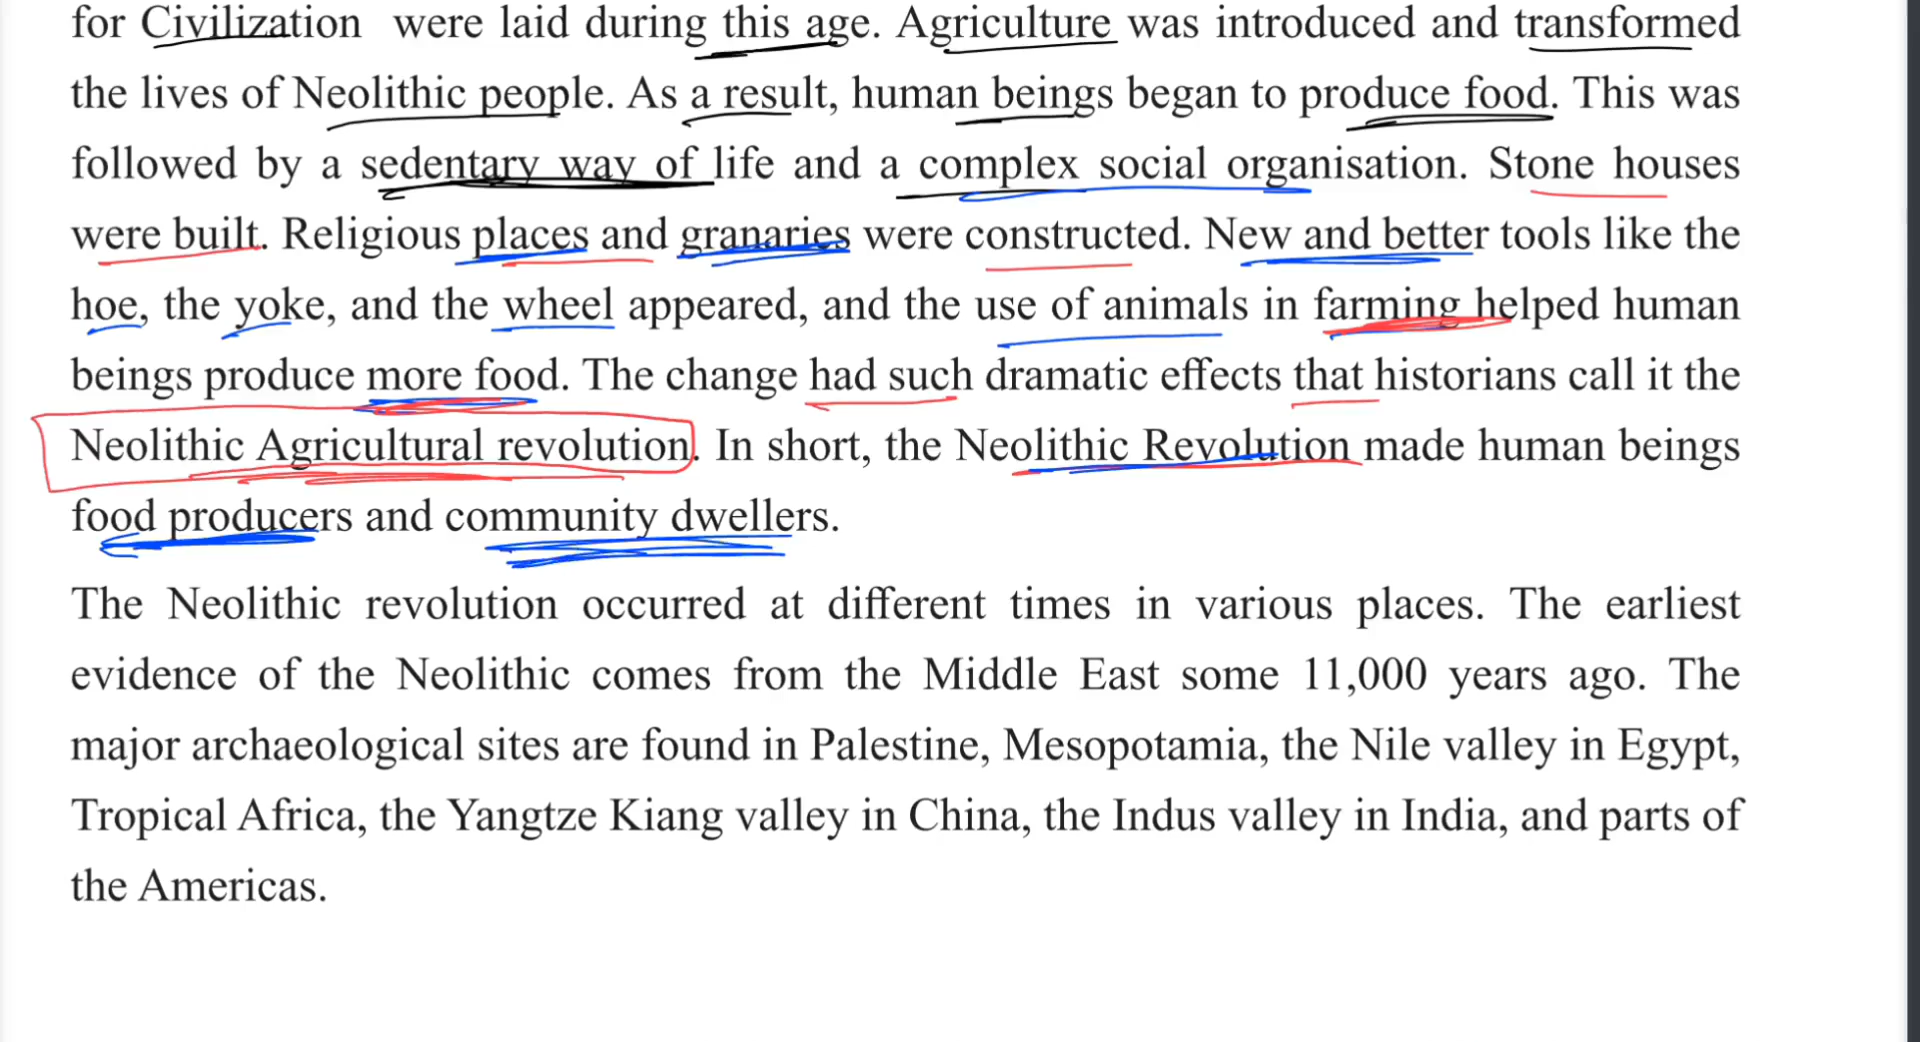 for Civilization were laid during this age. Agriculture was introduced and transformed
the lives of Neolithic people. As a result, human beings began to produce food. This was
followed by a sedentary way of life and a complex social organisation. Stone houses
were built. Religious places and granaries were constructed. New and better tools like the
hoe, the yoke, and the wheel appeared, and the use of animals in farming helped human
beings produce more food. The change had such dramatic effects that historians call it the
Neolithic Agricultural revolution. In short, the Neolithic Revolution made human beings
food producers and community dwellers.
The Neolithic revolution occurred at different times in various places. The earliest
evidence of the Neolithic comes from the Middle East some 11,000 years ago. The
major archaeological sites are found in Palestine, Mesopotamia, the Nile valley in Egypt,
Tropical Africa, the Yangtze Kiang valley in China, the Indus valley in India, and parts of
the Americas.